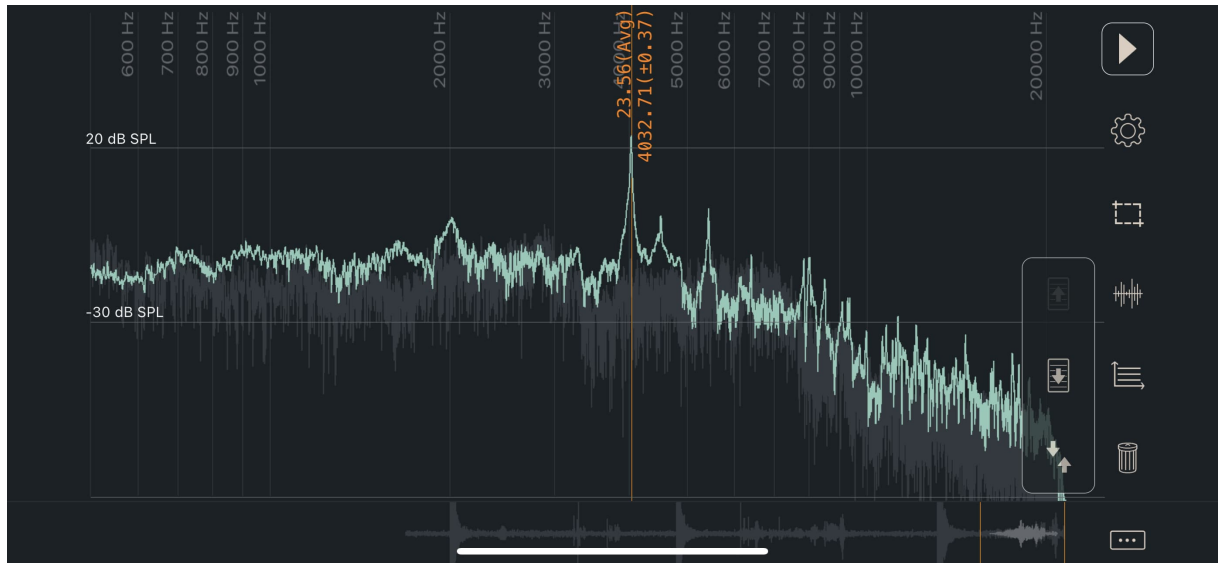 600 Hz
700 Hz
800 Hz
900 Hz
1000 Hz
2000 Hz
3000 Hz
23.56(Avg)
4032.71(±0.37)
5000 Hz
6000 Hz
7000 Hz
8000 Hz
9000 Hz
10000 Hz
20000 Hz
20 dB SPL
-30 dB SPL